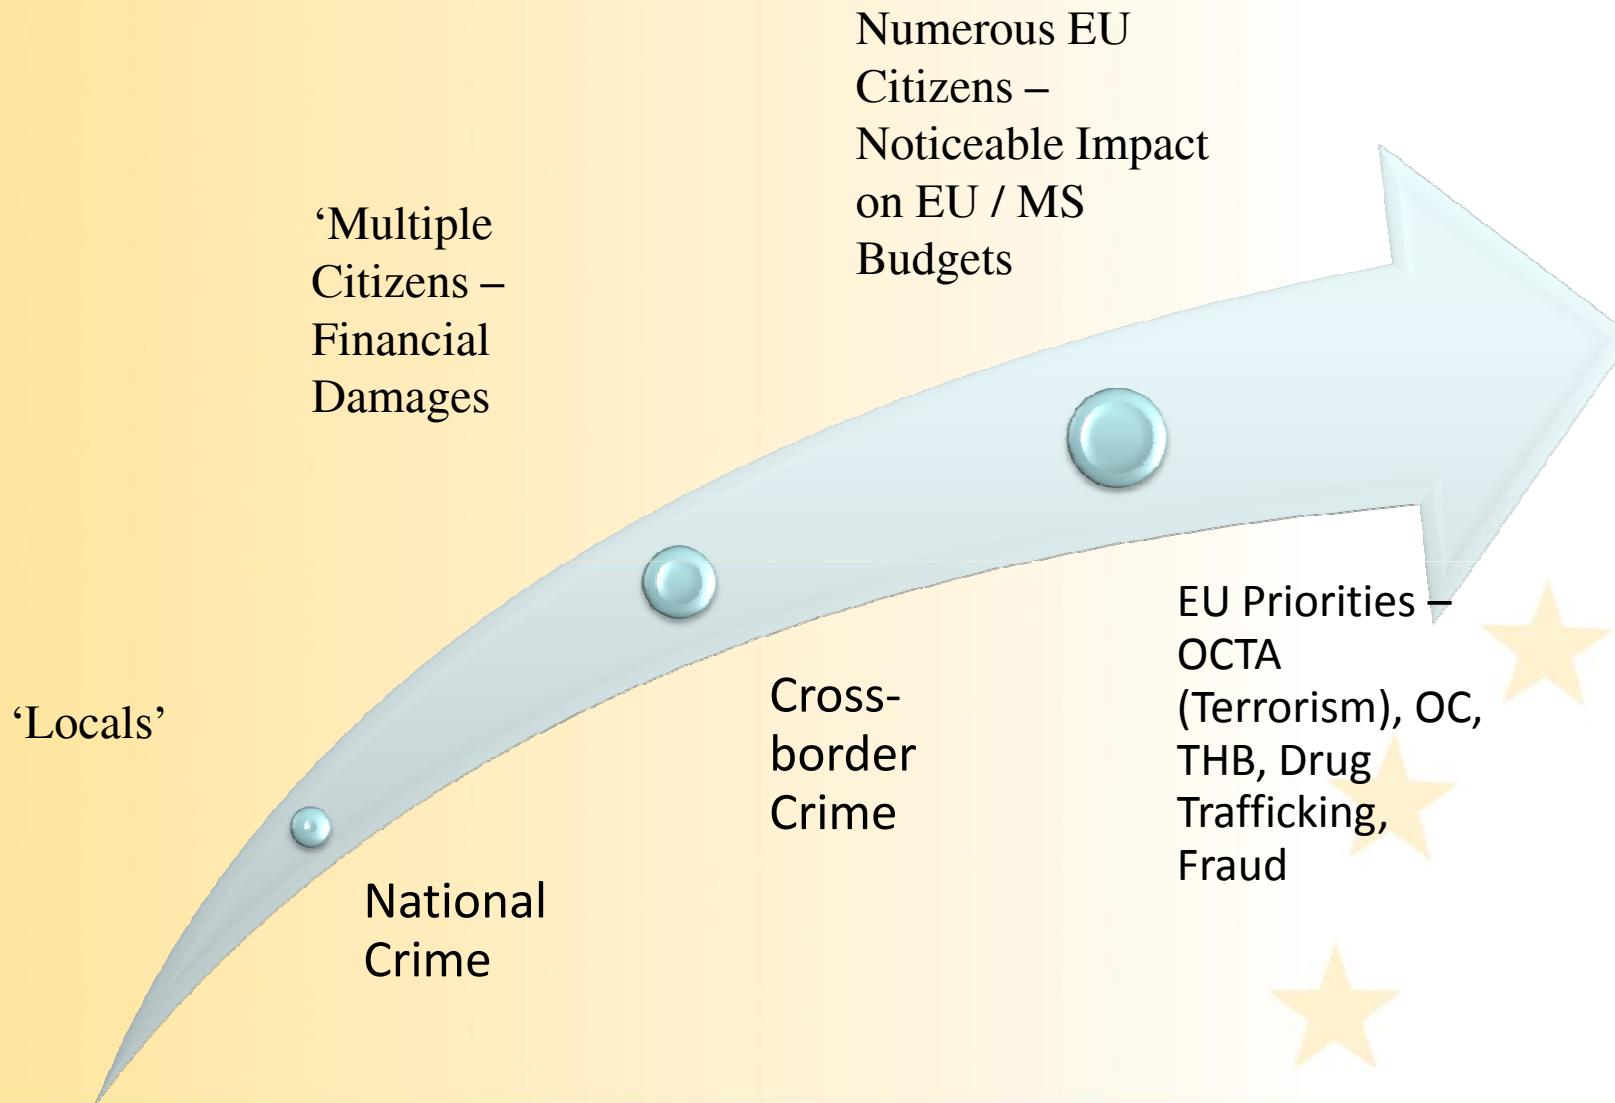 Numerous EU
Citizens –
Noticeable Impact
on EU / MS
Budgets
‘Multiple
Citizens –
Financial
Damages
‘Locals’
National
Crime
Cross-
border
Crime
EU Priorities –
OCTA
(Terrorism), OC,
THB, Drug
Trafficking,
Fraud